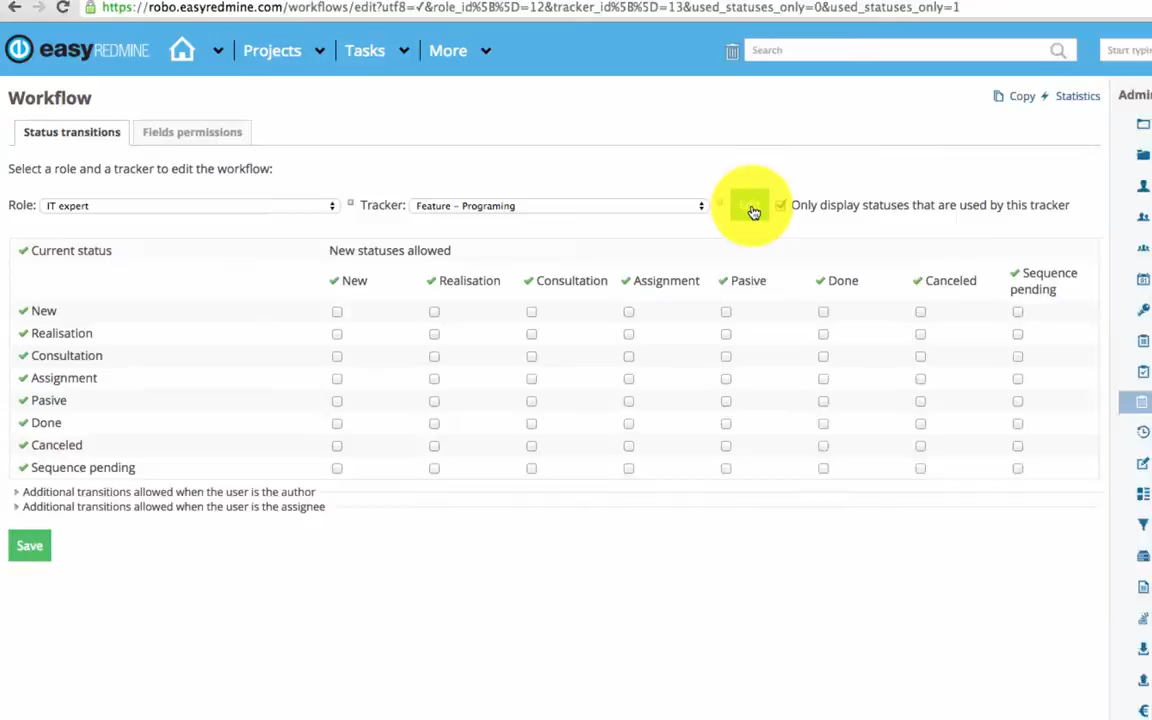 https://robo.easyredmine.com/workflows/edit?utf8=✓&role_id%5B%5D=12&tracker_id%5B%5D=13&used_statuses_only=0&used_statuses_only=1
easy REDMINE Projects Tasks More Search Start typi
Workflow
Copy Statistics
Admi
Status transitions Fields permissions
Select a role and a tracker to edit the workflow:
Role: IT expert Tracker: Feature – Programing Only display statuses that are used by this tracker
Current status New statuses allowed
New Realisation Consultation Assignment Pasive Done Canceled Sequence
pending
New
Realisation
Consultation
Assignment
Pasive
Done
Canceled
Sequence pending
Additional transitions allowed when the user is the author
Additional transitions allowed when the user is the assignee
Save